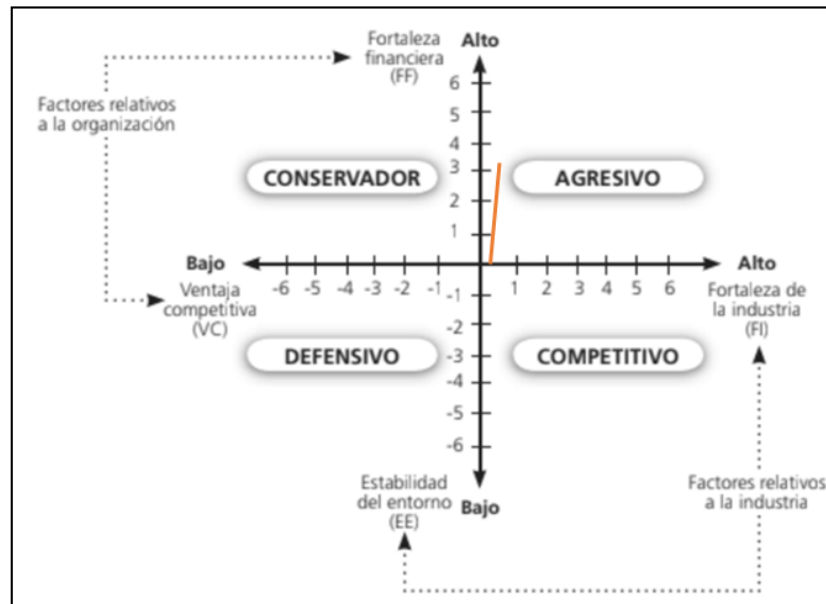 Fortaleza
financiera
(FF)
Alto
Factores relativos
a la organización
6
5
4
3
2
1
CONSERVADOR
AGRESIVO
Bajo
-6 -5 -4 -3 -2 -1
1 2 3 4 5 6
Alto
Ventaja
competitiva
(VC)
Fortaleza de
la industria
(FI)
-1
-2
-3
-4
-5
-6
DEFENSIVO
COMPETITIVO
Estabilidad
del entorno
(EE)
Bajo
Factores relativos
a la industria